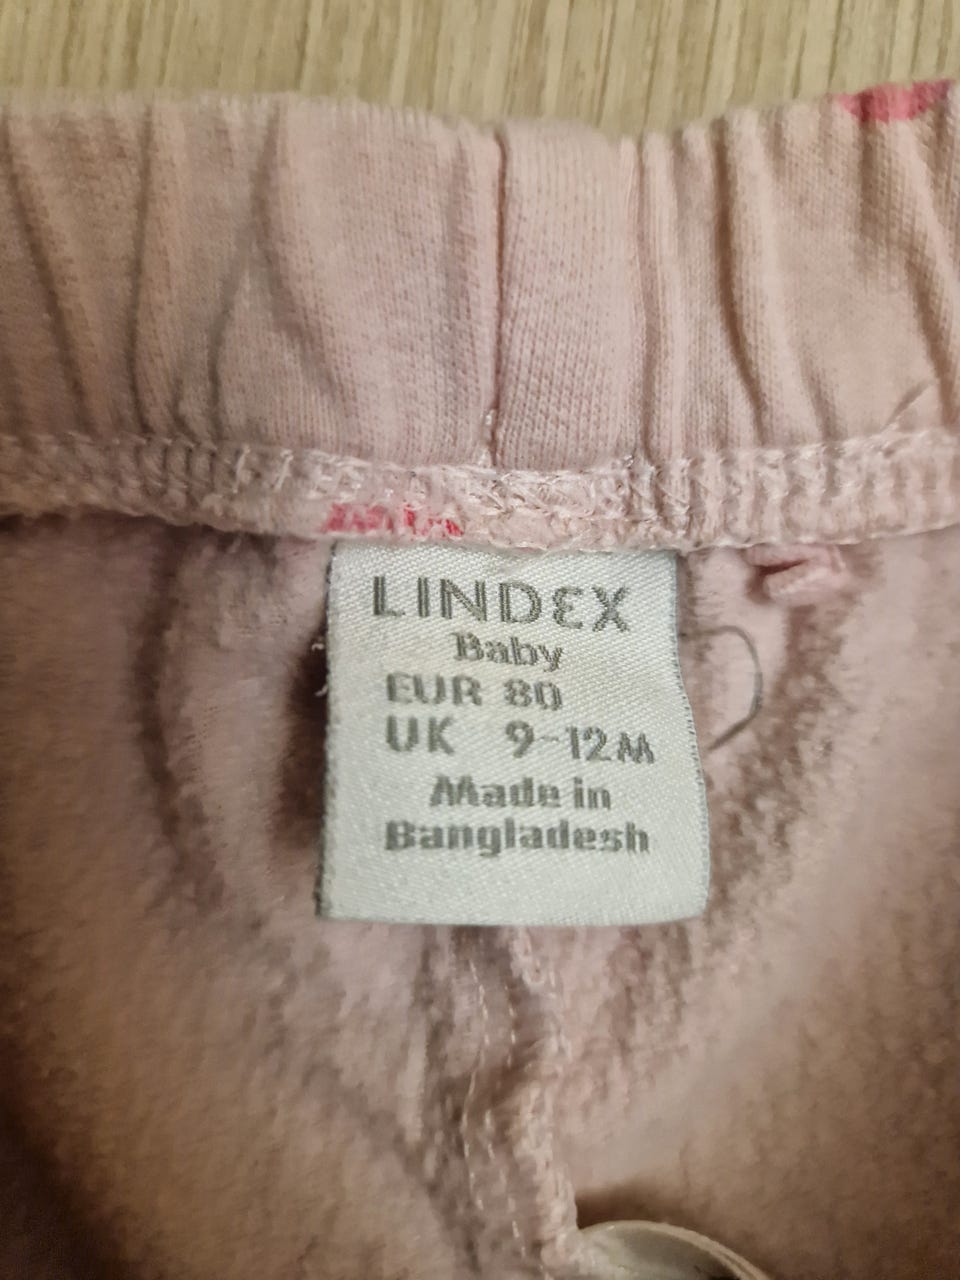 LINDEX
Baby
EUR 80
UK 9-12M
Made in
Bangladesh